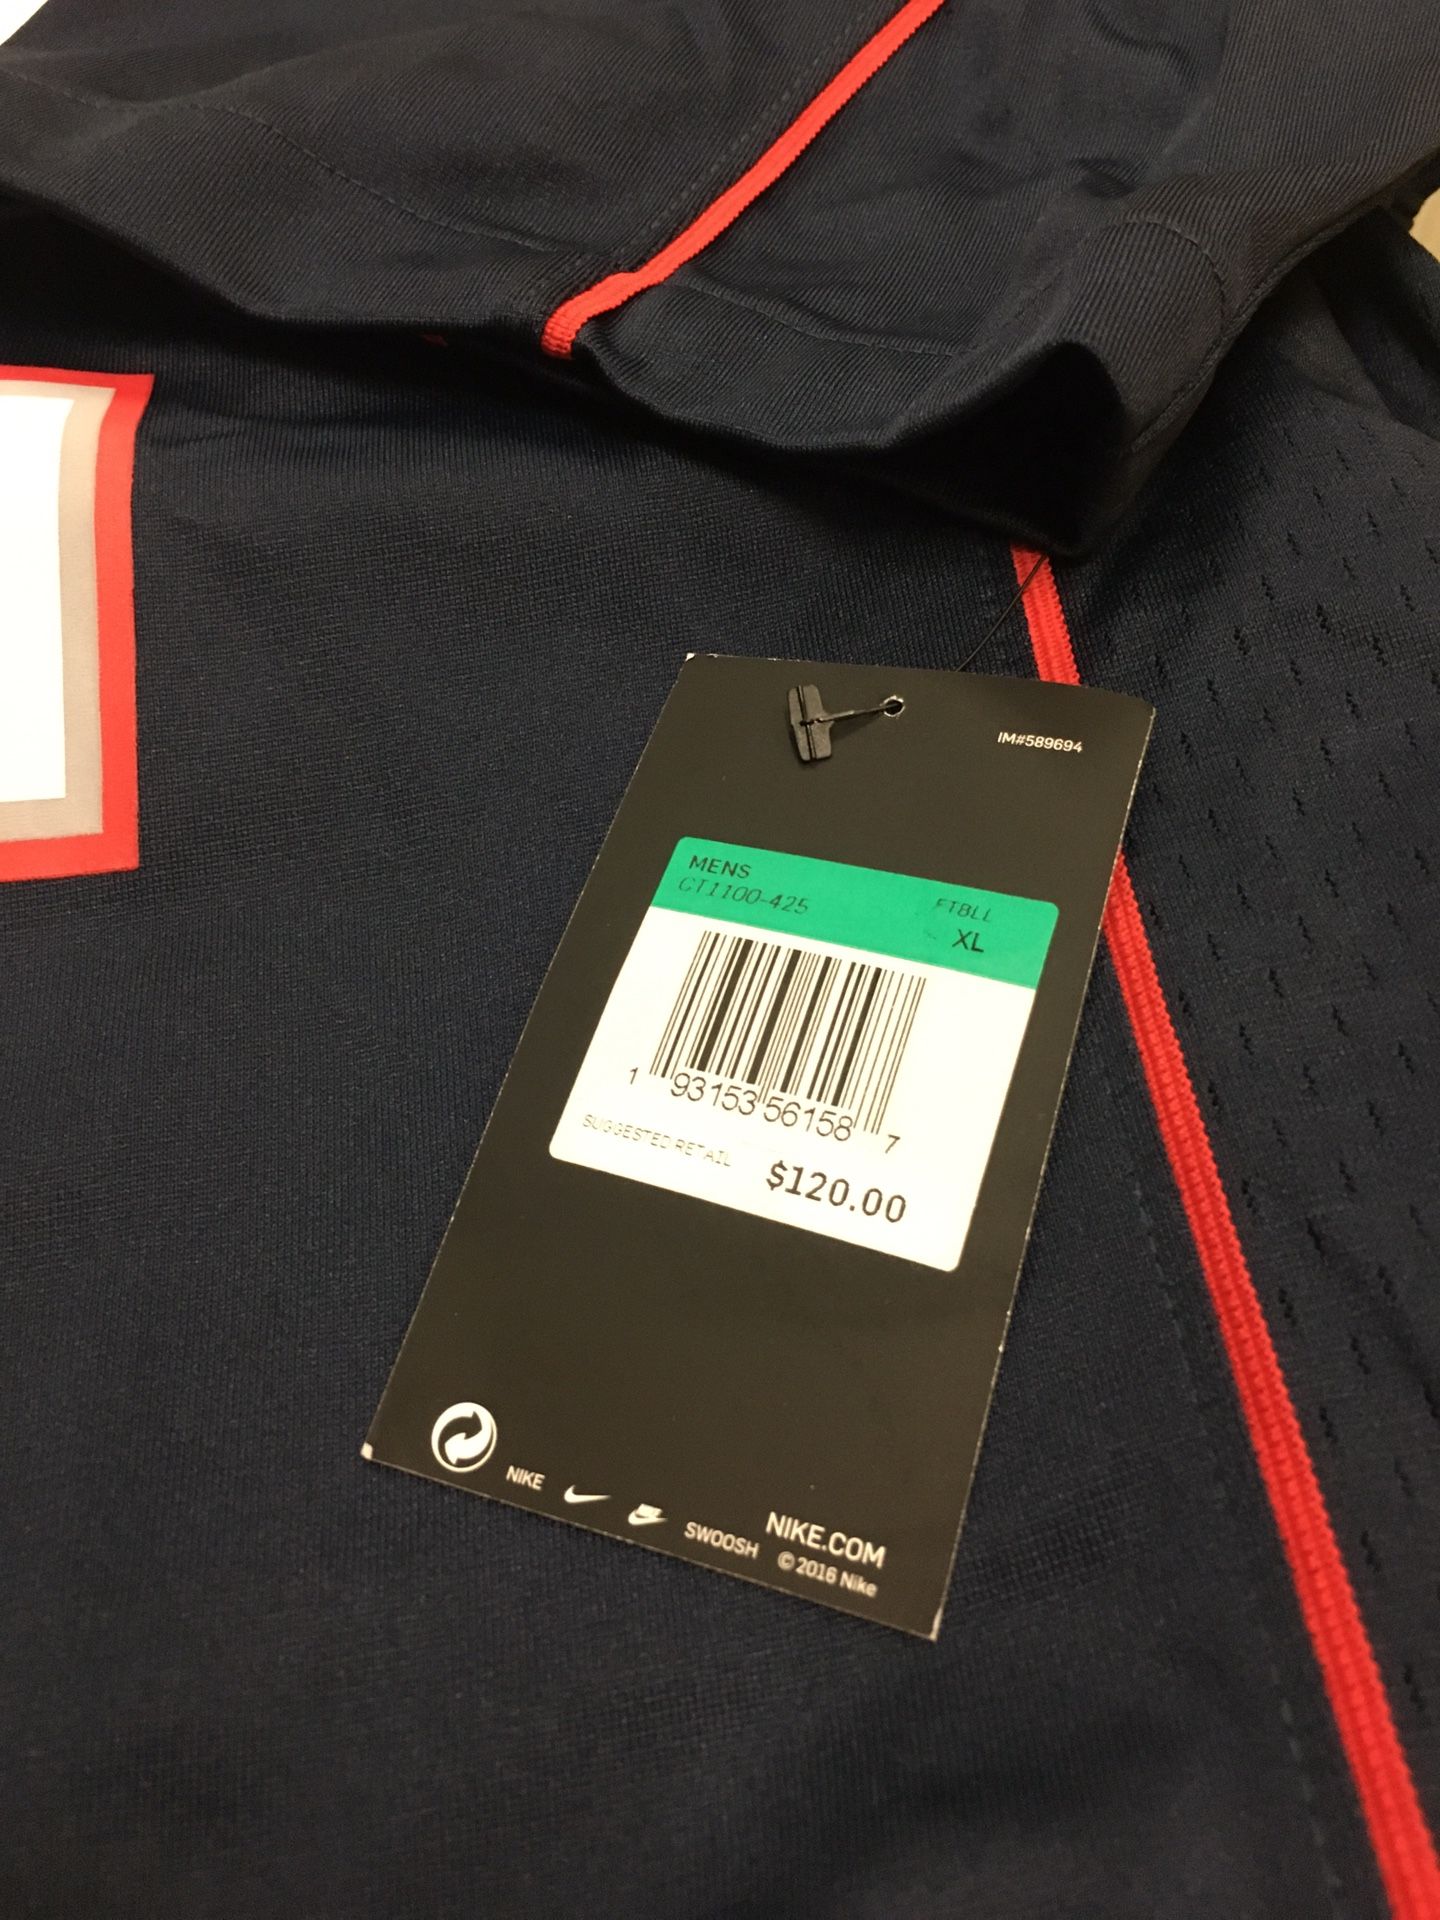 IM#589694
MENS
CT1100-425
FTBLL
XL
1 93153 56158 7
SUGGESTED RETAIL $120.00
NIKE
SWOOSH
NIKE.COM
© 2016 Nike